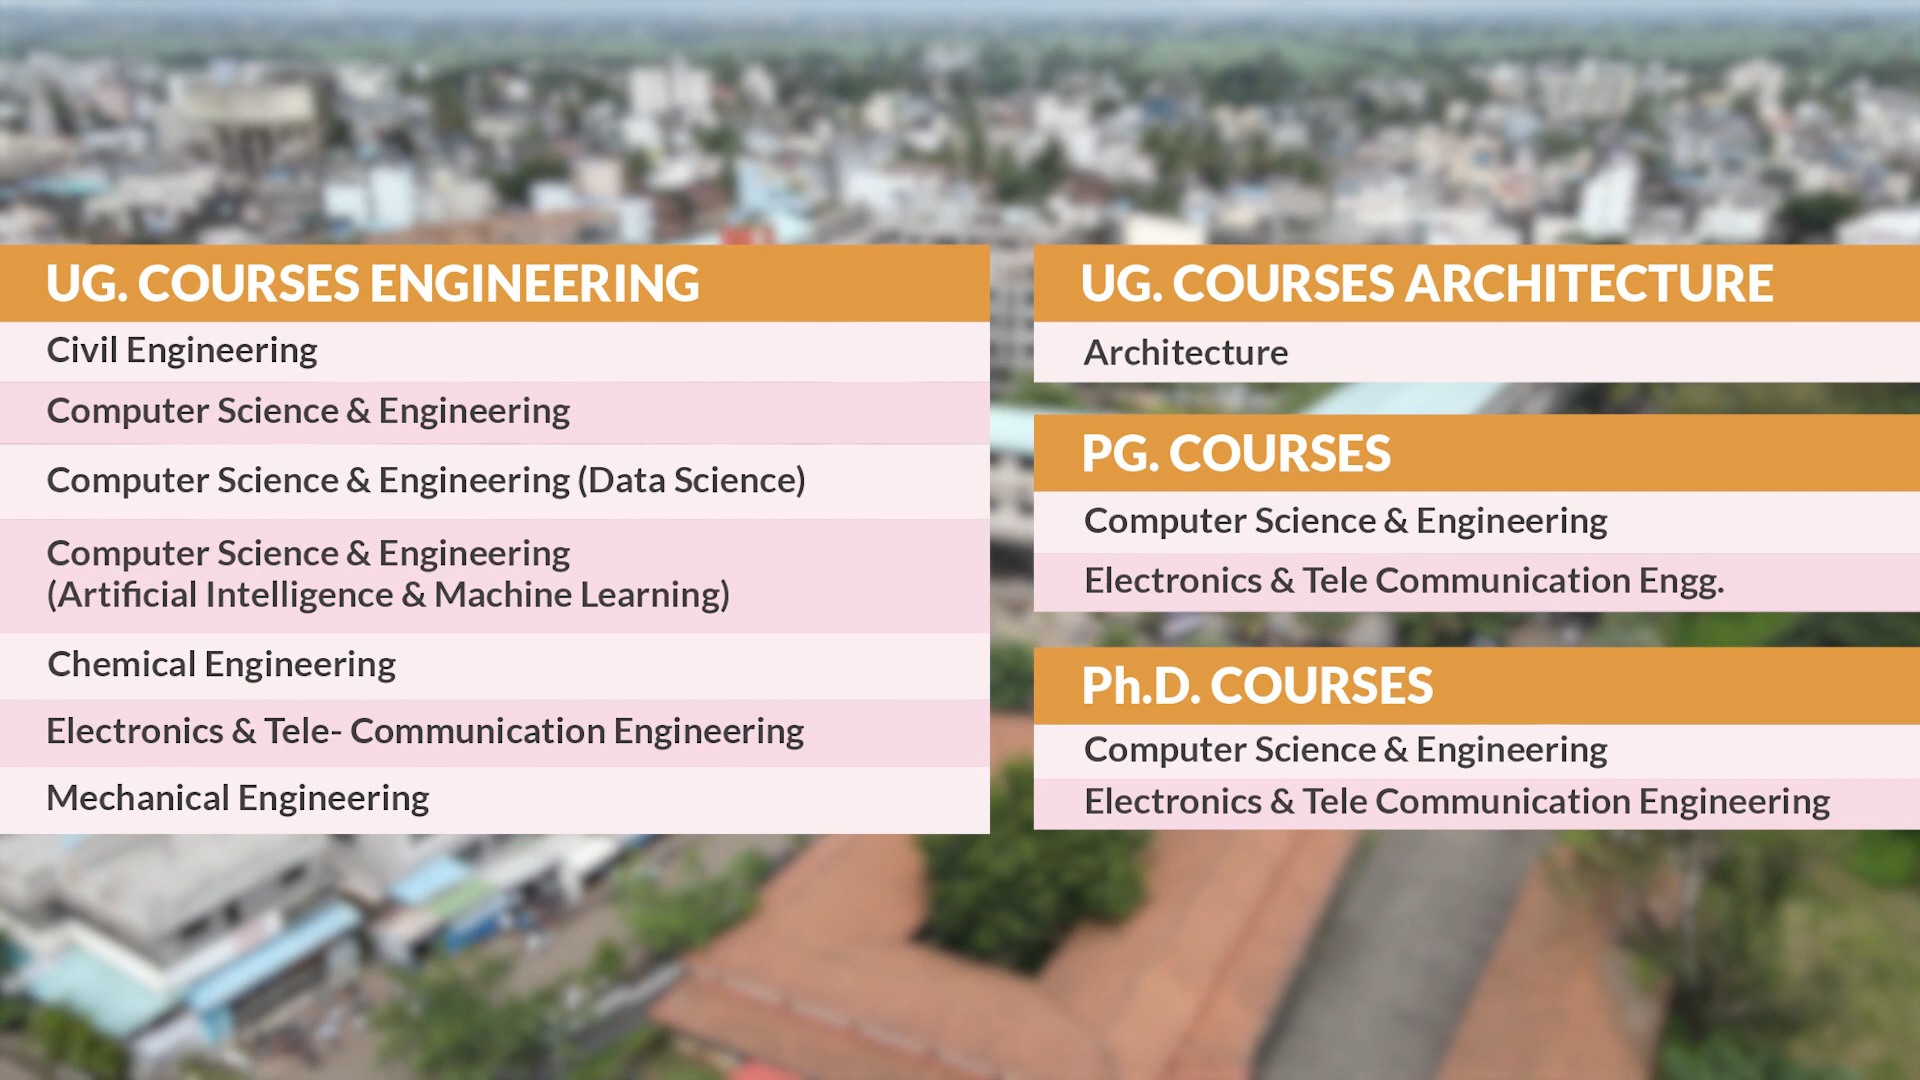 UG. COURSES ENGINEERING
Civil Engineering
Computer Science & Engineering
Computer Science & Engineering (Data Science)
Computer Science & Engineering
(Artificial Intelligence & Machine Learning)
Chemical Engineering
Electronics & Tele- Communication Engineering
Mechanical Engineering
UG. COURSES ARCHITECTURE
Architecture
PG. COURSES
Computer Science & Engineering
Electronics & Tele Communication Engg.
Ph.D. COURSES
Computer Science & Engineering
Electronics & Tele Communication Engineering